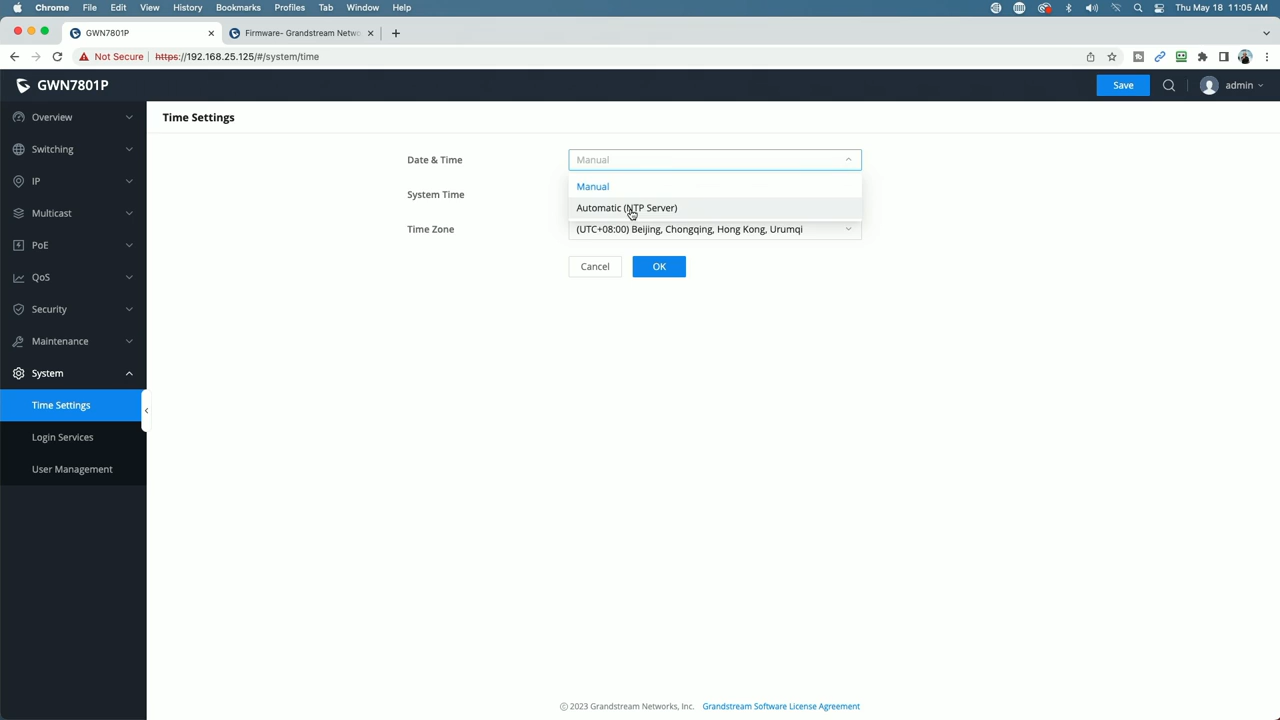 Chrome File Edit View History Bookmarks Profiles Tab Window Help Thu May 18 11:05 AM
GWN7801P Firmware- Grandstream Netwo
Not Secure https://192.168.25.125/#/system/time
GWN7801P Save admin
Overview
Switching
IP
Multicast
PoE
QoS
Security
Maintenance
System
Time Settings
Login Services
User Management
Time Settings
Date & Time Manual
Manual
System Time
Automatic (NTP Server)
Time Zone (UTC+08:00) Beijing, Chongqing, Hong Kong, Urumqi
Cancel OK
© 2023 Grandstream Networks, Inc. Grandstream Software License Agreement